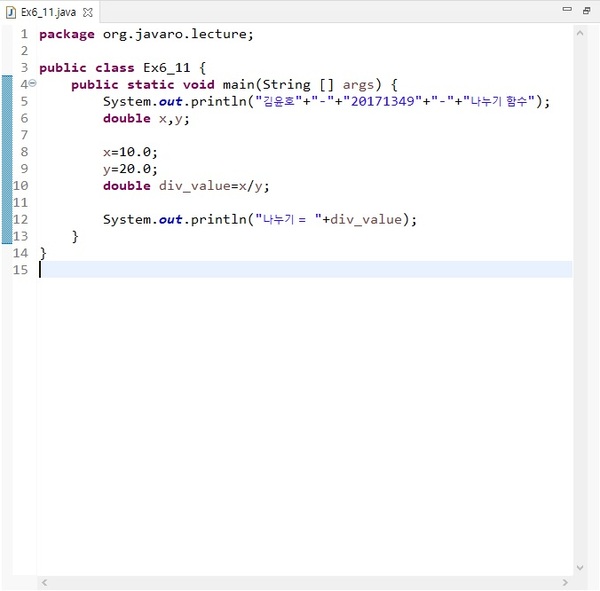 Ex6_11.java
1 package org.javaro.lecture;
2
3 public class Ex6_11 {
4 public static void main(String [] args) {
5 System.out.println("김윤호"+"-"+"20171349"+"-"+"나누기 함수");
6 double x,y;
7
8 x=10.0;
9 y=20.0;
10 double div_value=x/y;
11
12 System.out.println("나누기 = "+div_value);
13 }
14 }
15